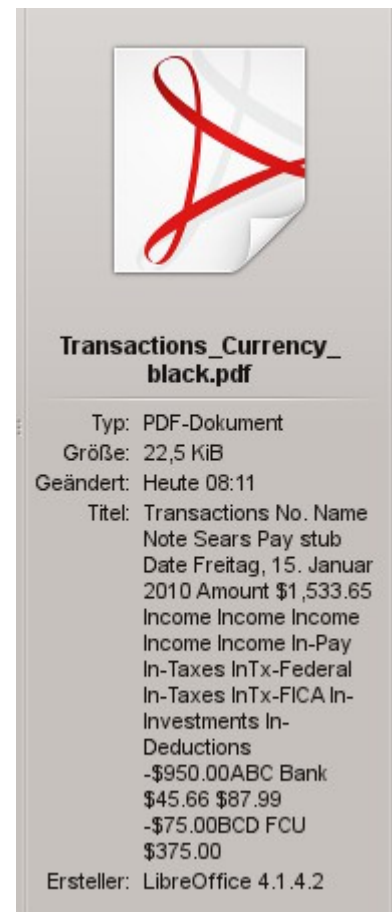 Transactions_Currency_
black.pdf
Typ: PDF-Dokument
Größe: 22,5 KiB
Geändert: Heute 08:11
Titel: Transactions No. Name
Note Sears Pay stub
Date Freitag, 15. Januar
2010 Amount $1,533.65
Income Income Income
Income Income In-Pay
In-Taxes InTx-Federal
In-Taxes InTx-FICA In-
Investments In-
Deductions
-$950.00ABC Bank
$45.66 $87.99
-$75.00BCD FCU
$375.00
Ersteller: LibreOffice 4.1.4.2